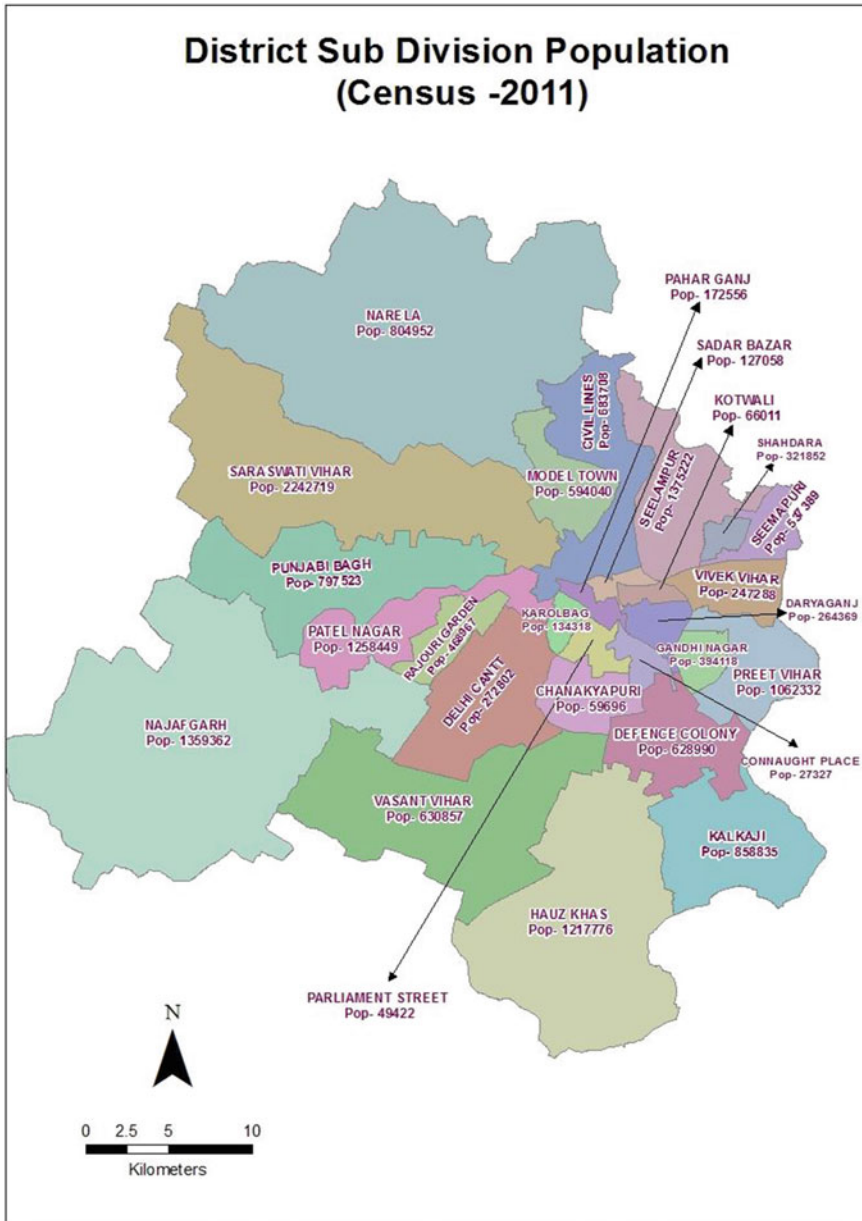 District Sub Division Population
(Census -2011)
NARELA
Pop- 804952
PAHAR GANJ
Pop- 172556
SADAR BAZAR
Pop- 127058
KOTWALI
Pop- 66011
SHAHDARA
Pop- 321852
CIVIL LINES
Pop- 683708
SEELAMPUR
Pop- 1375222
SEEMAPURI
Pop- 537389
SARASWATI VIHAR
Pop- 2242719
MODEL TOWN
Pop- 594040
PUNJABI BAGH
Pop- 797523
VIVEK VIHAR
Pop- 247288
DARYAGANJ
Pop- 264369
KAROLBAG
Pop- 134318
PATEL NAGAR
Pop- 1258449
RAJOURI GARDEN
Pop- 468967
GANDHI NAGAR
Pop- 394118
PREET VIHAR
Pop- 1062332
DELHI CANTT
Pop- 272802
CHANAKYAPURI
Pop- 59696
NAJAFGARH
Pop- 1359362
DEFENCE COLONY
Pop- 628990
CONNAUGHT PLACE
Pop- 27327
VASANT VIHAR
Pop- 630857
KALKAJI
Pop- 858835
HAUZ KHAS
Pop- 1217776
PARLIAMENT STREET
Pop- 49422
N
0 2.5 5 10
Kilometers